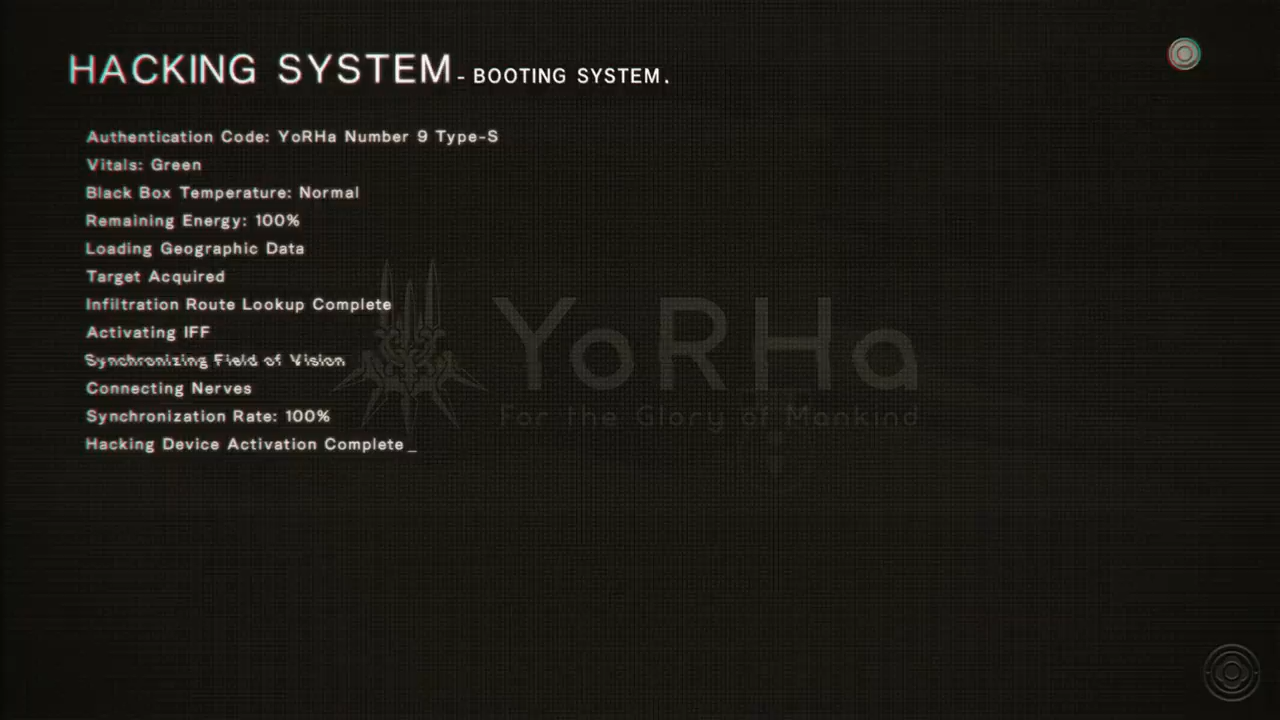 HACKING SYSTEM - BOOTING SYSTEM.
Authentication Code: YoRHa Number 9 Type-S
Vitals: Green
Black Box Temperature: Normal
Remaining Energy: 100%
Loading Geographic Data
Target Acquired
Infiltration Route Lookup Complete
Activating IFF
Synchronizing Field of Vision
Connecting Nerves
Synchronization Rate: 100%
Hacking Device Activation Complete _
YoRHa
For the Glory of Mankind